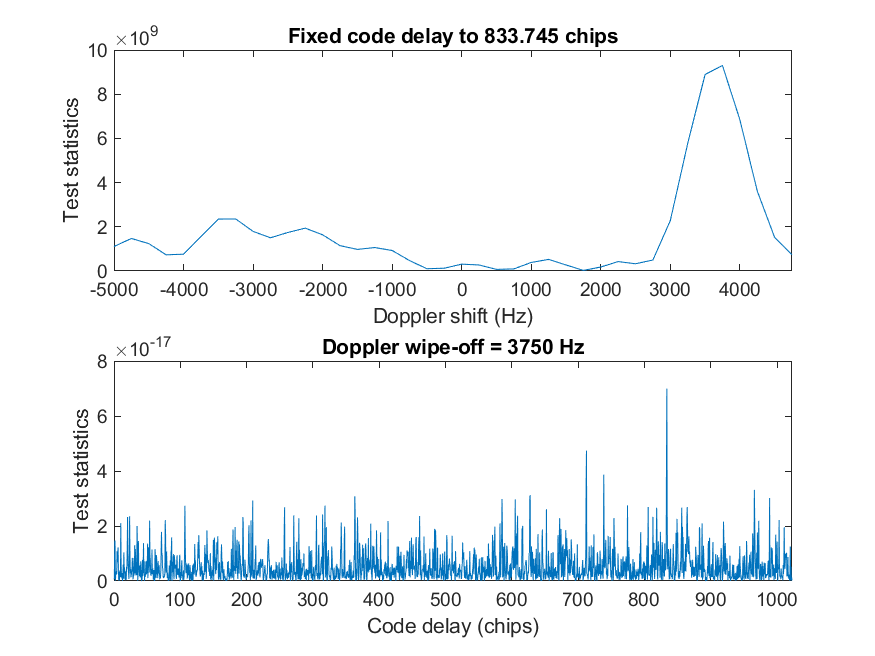 Fixed code delay to 833.745 chips
×10^9
10
8
6
4
2
0
Test statistics
-5000 -4000 -3000 -2000 -1000 0 1000 2000 3000 4000
Doppler shift (Hz)
Doppler wipe-off = 3750 Hz
×10^-17
8
6
4
2
0
Test statistics
0 100 200 300 400 500 600 700 800 900 1000
Code delay (chips)